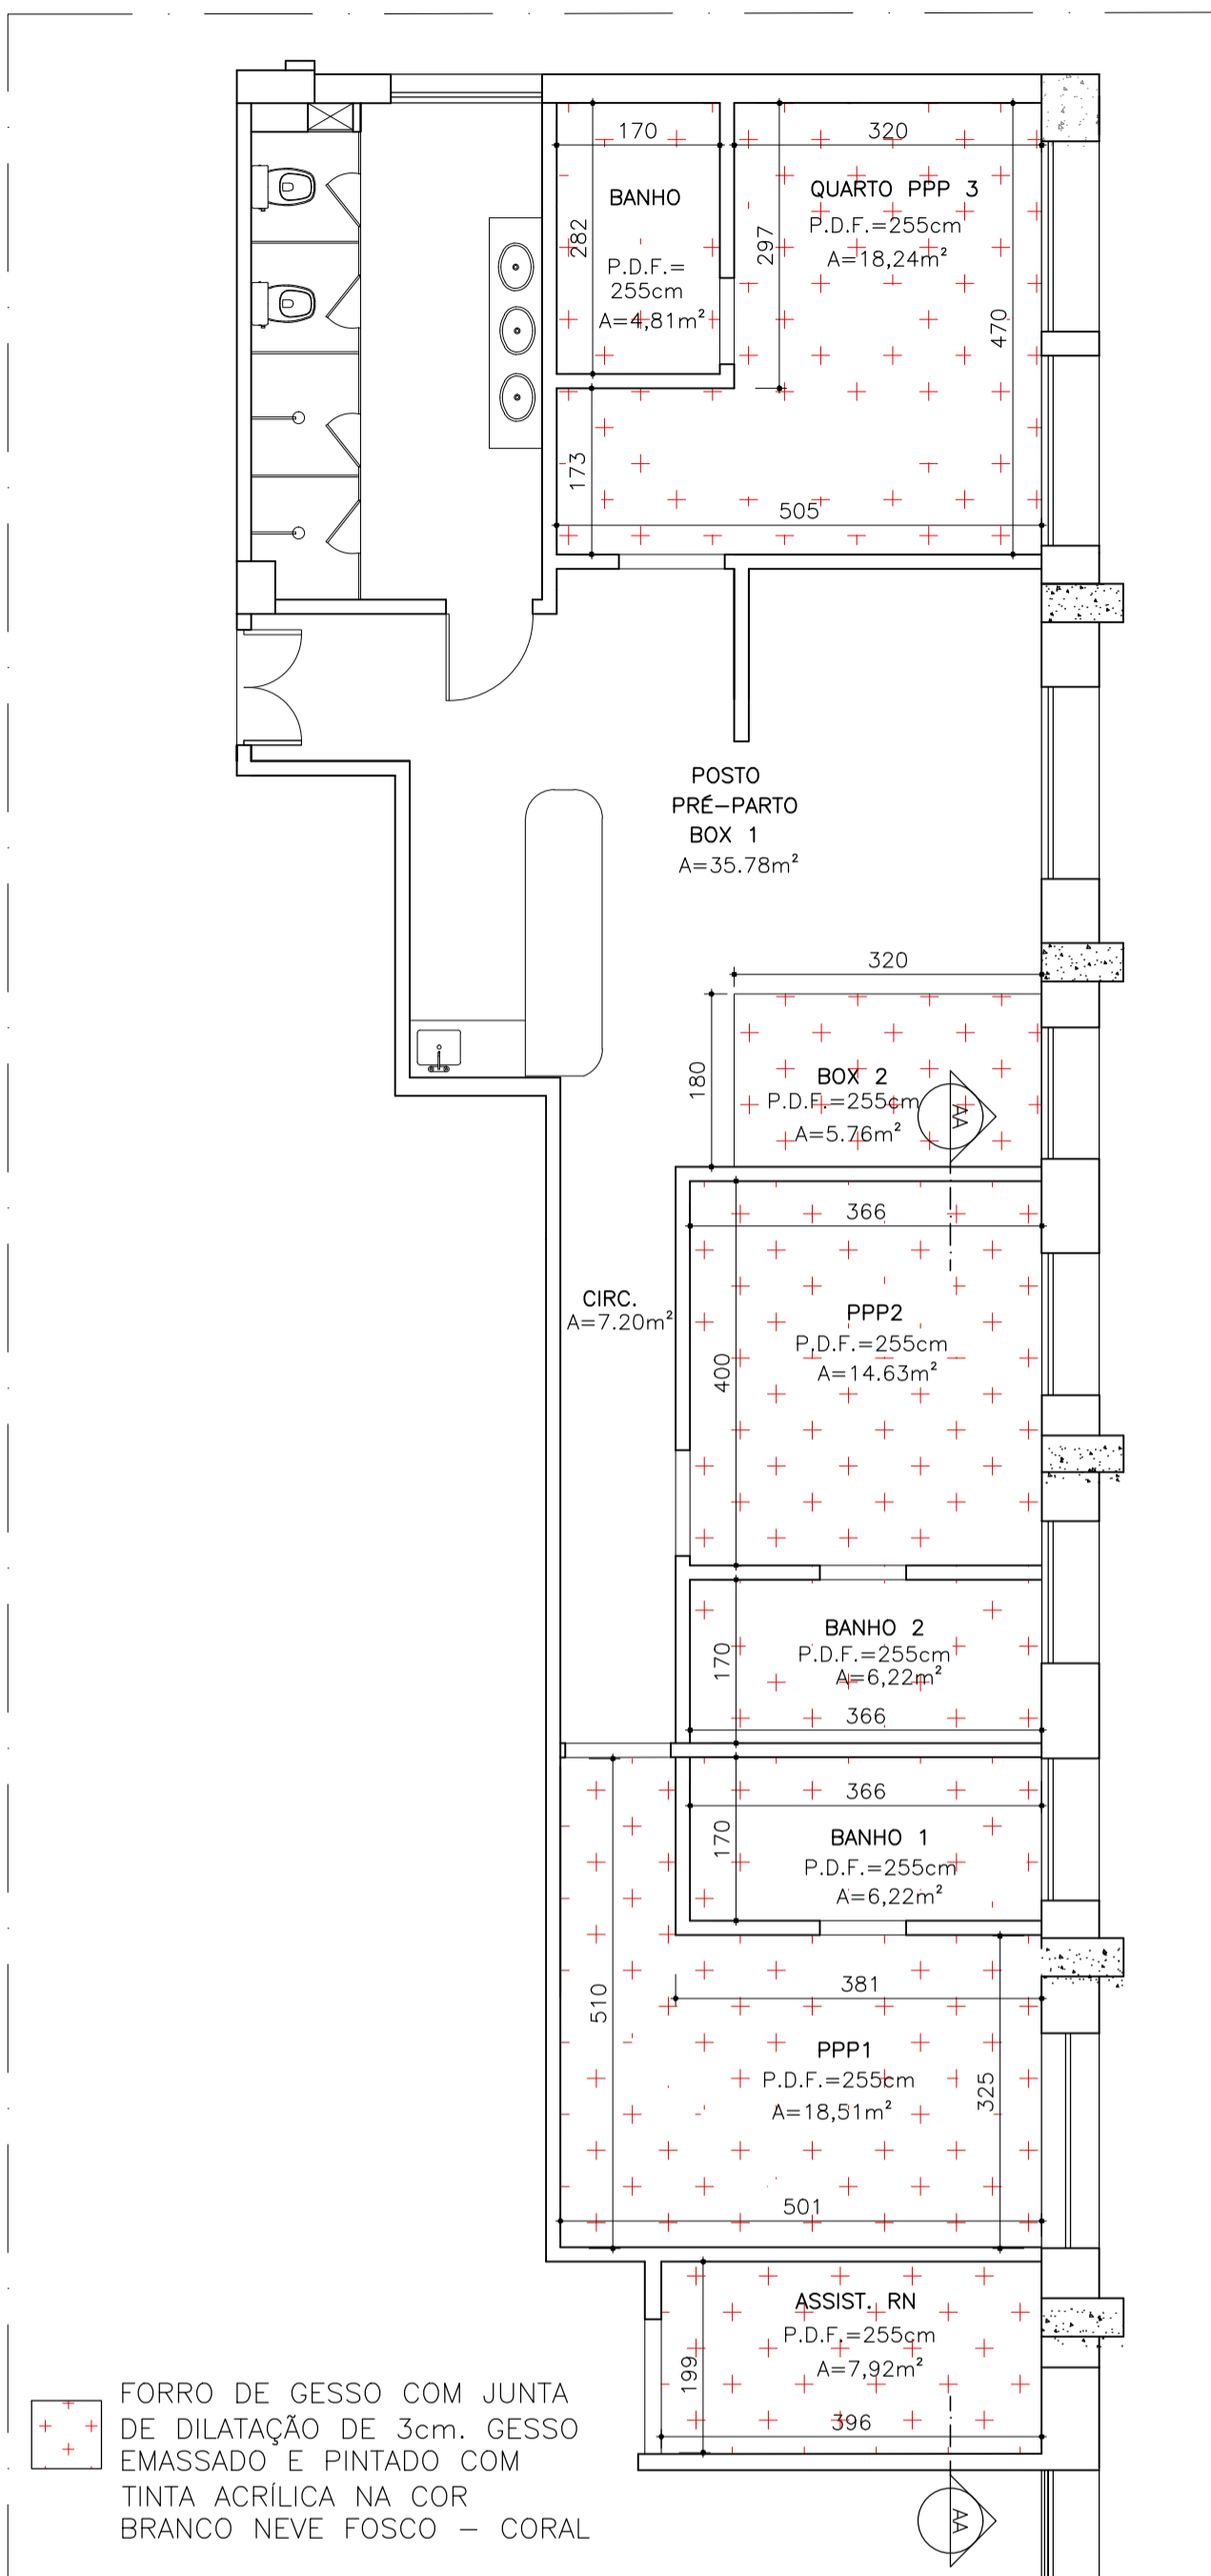 170
320
BANHO
QUARTO PPP 3
P.D.F.=255cm
A=18,24m²
282
297
P.D.F.=
255cm
A=4,81m²
470
173
505
POSTO
PRÉ-PARTO
BOX 1
A=35.78m²
320
180
BOX 2
P.D.F.=255cm
A=5.76m²
AA
366
CIRC.
A=7.20m²
PPP2
P.D.F.=255cm
A=14.63m²
400
BANHO 2
P.D.F.=255cm
A=6,22m²
170
366
366
BANHO 1
P.D.F.=255cm
A=6,22m²
170
381
510
PPP1
P.D.F.=255cm
A=18,51m²
325
501
ASSIST. RN
P.D.F.=255cm
A=7,92m²
199
396
FORRO DE GESSO COM JUNTA
DE DILATAÇÃO DE 3cm. GESSO
EMASSADO E PINTADO COM
TINTA ACRÍLICA NA COR
BRANCO NEVE FOSCO – CORAL
AA